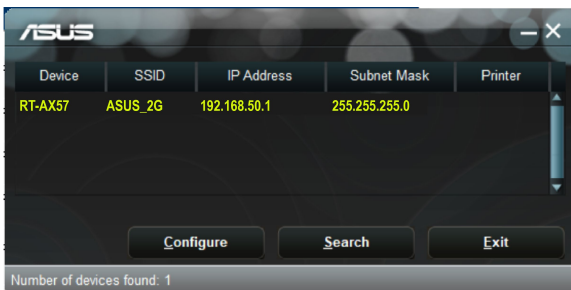 ASUS
Device SSID IP Address Subnet Mask Printer
RT-AX57 ASUS_2G 192.168.50.1 255.255.255.0
Configure Search Exit
Number of devices found: 1